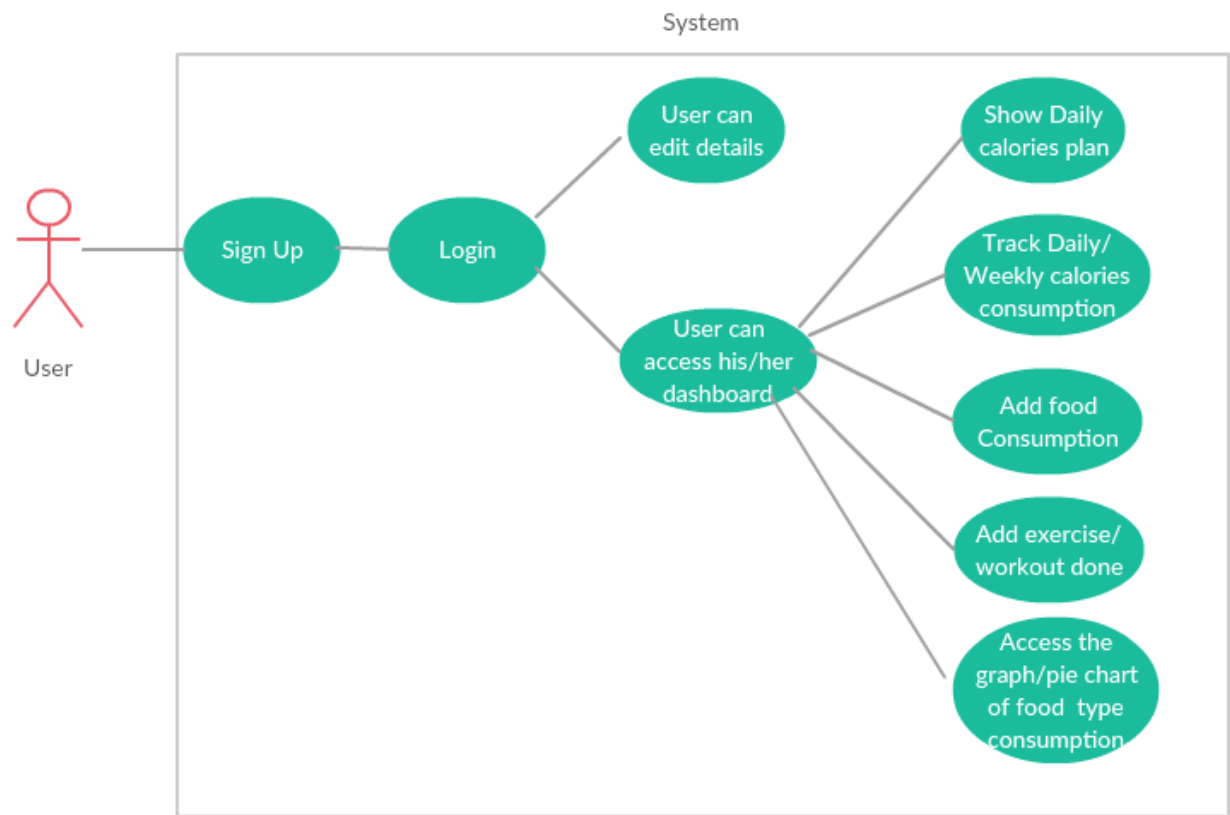 System
User can
edit details
Show Daily
calories plan
Sign Up
Login
Track Daily/
Weekly calories
consumption
User
User can
access his/her
dashboard
Add food
Consumption
Add exercise/
workout done
Access the
graph/pie chart
of food  type
consumption